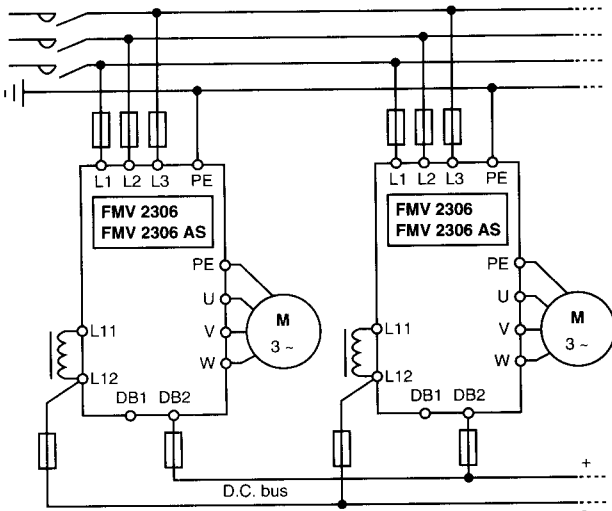 L1 L2 L3 PE
FMV 2306
FMV 2306 AS
PE
U
V
W
M
3 ~
L11
L12
DB1 DB2
L1 L2 L3 PE
FMV 2306
FMV 2306 AS
PE
U
V
W
M
3 ~
L11
L12
DB1 DB2
+
D.C. bus
-